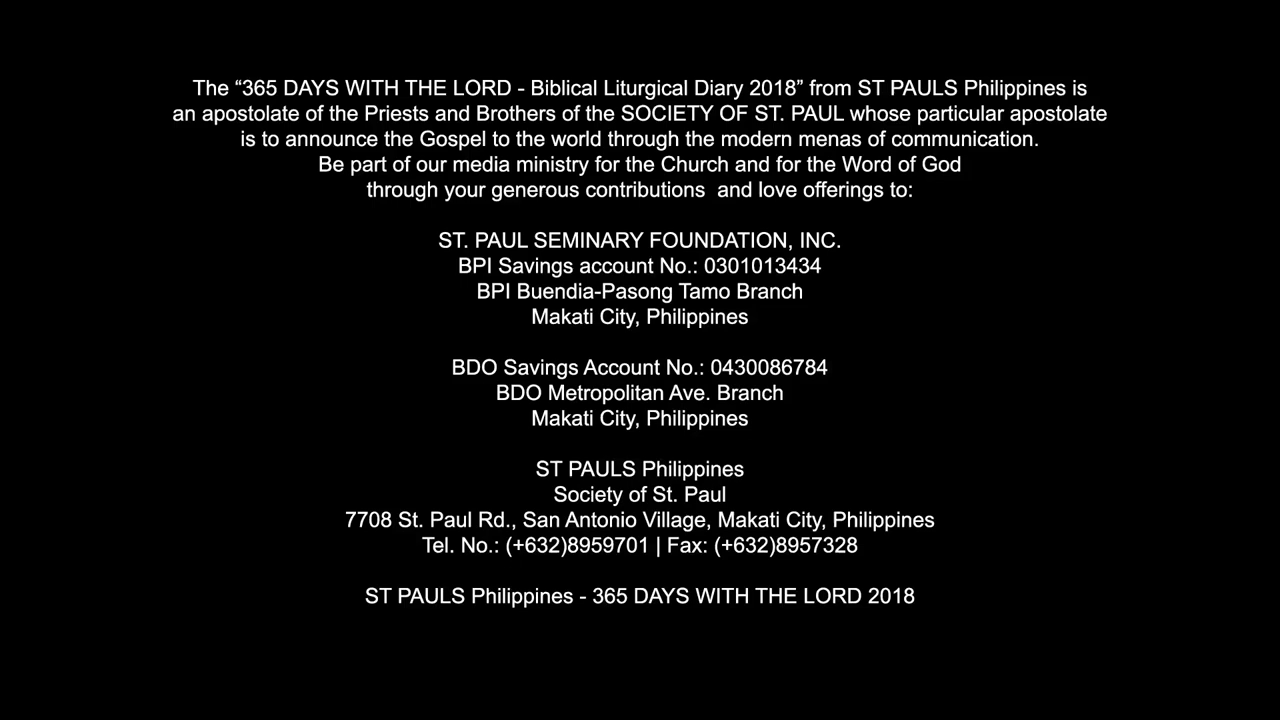 The “365 DAYS WITH THE LORD - Biblical Liturgical Diary 2018” from ST PAULS Philippines is
an apostolate of the Priests and Brothers of the SOCIETY OF ST. PAUL whose particular apostolate
is to announce the Gospel to the world through the modern menas of communication.
Be part of our media ministry for the Church and for the Word of God
through your generous contributions  and love offerings to:
ST. PAUL SEMINARY FOUNDATION, INC.
BPI Savings account No.: 0301013434
BPI Buendia-Pasong Tamo Branch
Makati City, Philippines
BDO Savings Account No.: 0430086784
BDO Metropolitan Ave. Branch
Makati City, Philippines
ST PAULS Philippines
Society of St. Paul
7708 St. Paul Rd., San Antonio Village, Makati City, Philippines
Tel. No.: (+632)8959701 | Fax: (+632)8957328
ST PAULS Philippines - 365 DAYS WITH THE LORD 2018